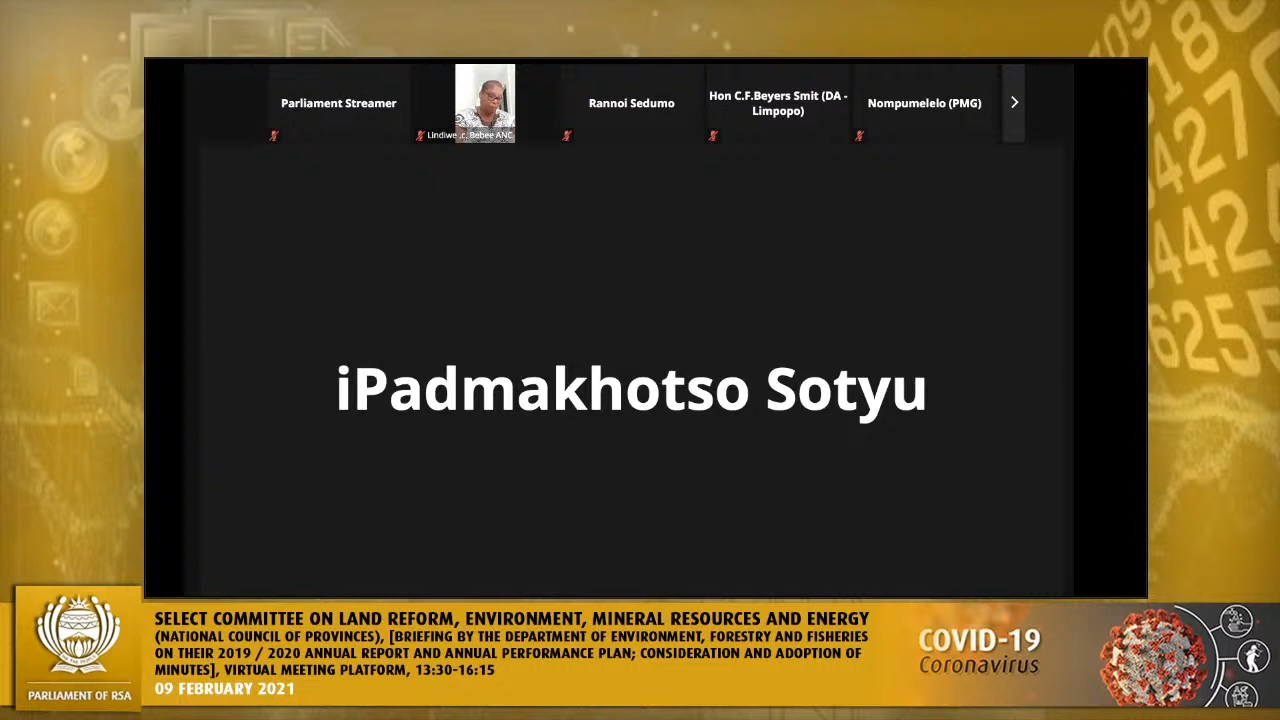 Parliament Streamer
Lindiwe .c. Bebee ANC
Rannoi Sedumo
Hon C.F.Beyers Smit (DA -
Limpopo)
Nompumelelo (PMG)
iPadmakhotso Sotyu
SELECT COMMITTEE ON LAND REFORM, ENVIRONMENT, MINERAL RESOURCES AND ENERGY
(NATIONAL COUNCIL OF PROVINCES), [BRIEFING BY THE DEPARTMENT OF ENVIRONMENT, FORESTRY AND FISHERIES
ON THEIR 2019 / 2020 ANNUAL REPORT AND ANNUAL PERFORMANCE PLAN; CONSIDERATION AND ADOPTION OF
MINUTES], VIRTUAL MEETING PLATFORM, 13:30-16:15
09 FEBRUARY 2021
PARLIAMENT OF RSA
COVID-19
Coronavirus